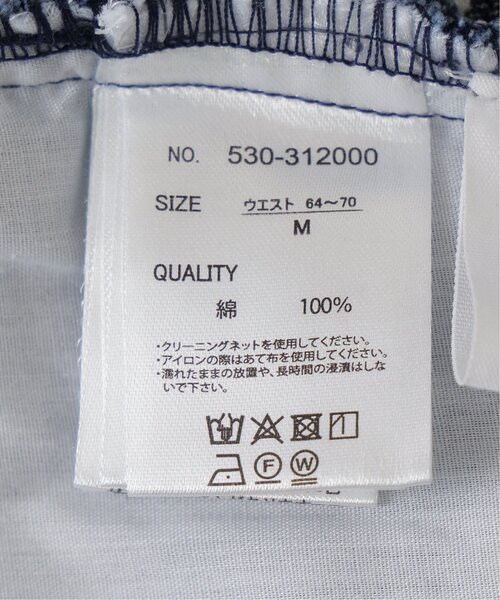 NO. 530-312000
SIZE ウエスト 64～70
M
QUALITY
綿 100%
・クリーニングネットを使用してください。
・アイロンの際はあて布を使用してください。
・濡れたままの放置や、長時間の浸漬はしな
いで下さい。
F W